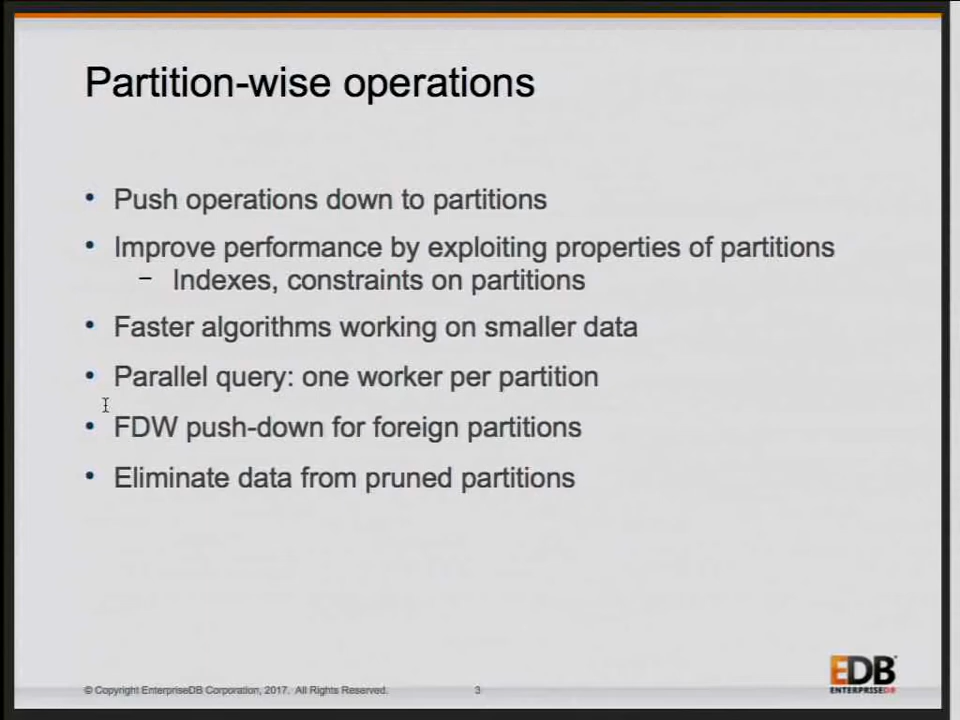 Partition-wise operations
• Push operations down to partitions
• Improve performance by exploiting properties of partitions
– Indexes, constraints on partitions
• Faster algorithms working on smaller data
• Parallel query: one worker per partition
• FDW push-down for foreign partitions
• Eliminate data from pruned partitions
© Copyright EnterpriseDB Corporation, 2017. All Rights Reserved.
3
EDB
ENTERPRISEDB